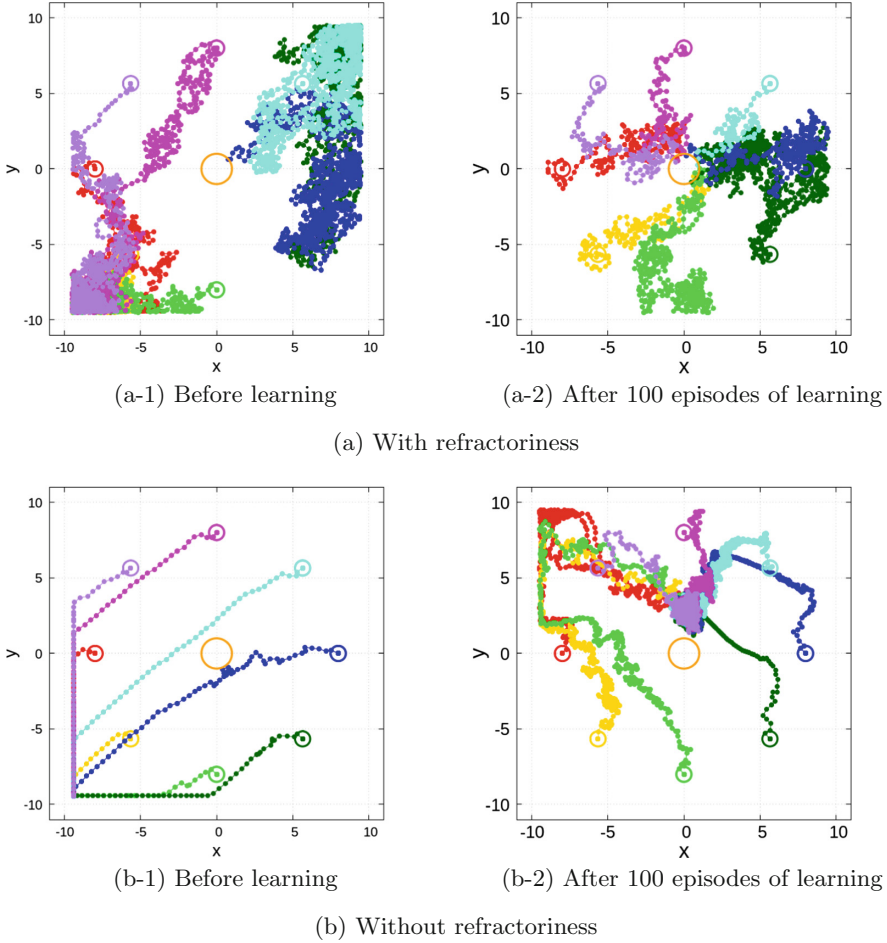 10
5
0
-5
-10
y
-10
-5
0
5
10
x
(a-1) Before learning
10
5
0
-5
-10
y
-10
-5
0
5
10
x
(a-2) After 100 episodes of learning
(a) With refractoriness
10
5
0
-5
-10
y
-10
-5
0
5
10
x
(b-1) Before learning
10
5
0
-5
-10
y
-10
-5
0
5
10
x
(b-2) After 100 episodes of learning
(b) Without refractoriness